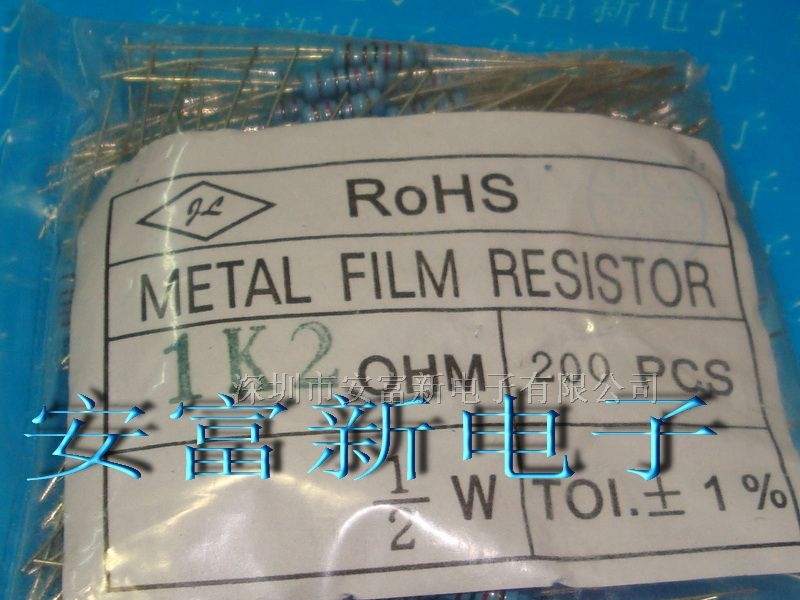 JL
RoHS
METAL FILM RESISTOR
1K2 OHM 200 PCS
深圳市安富新电子有限公司
安富新电子
1/2 W TOl. ± 1%